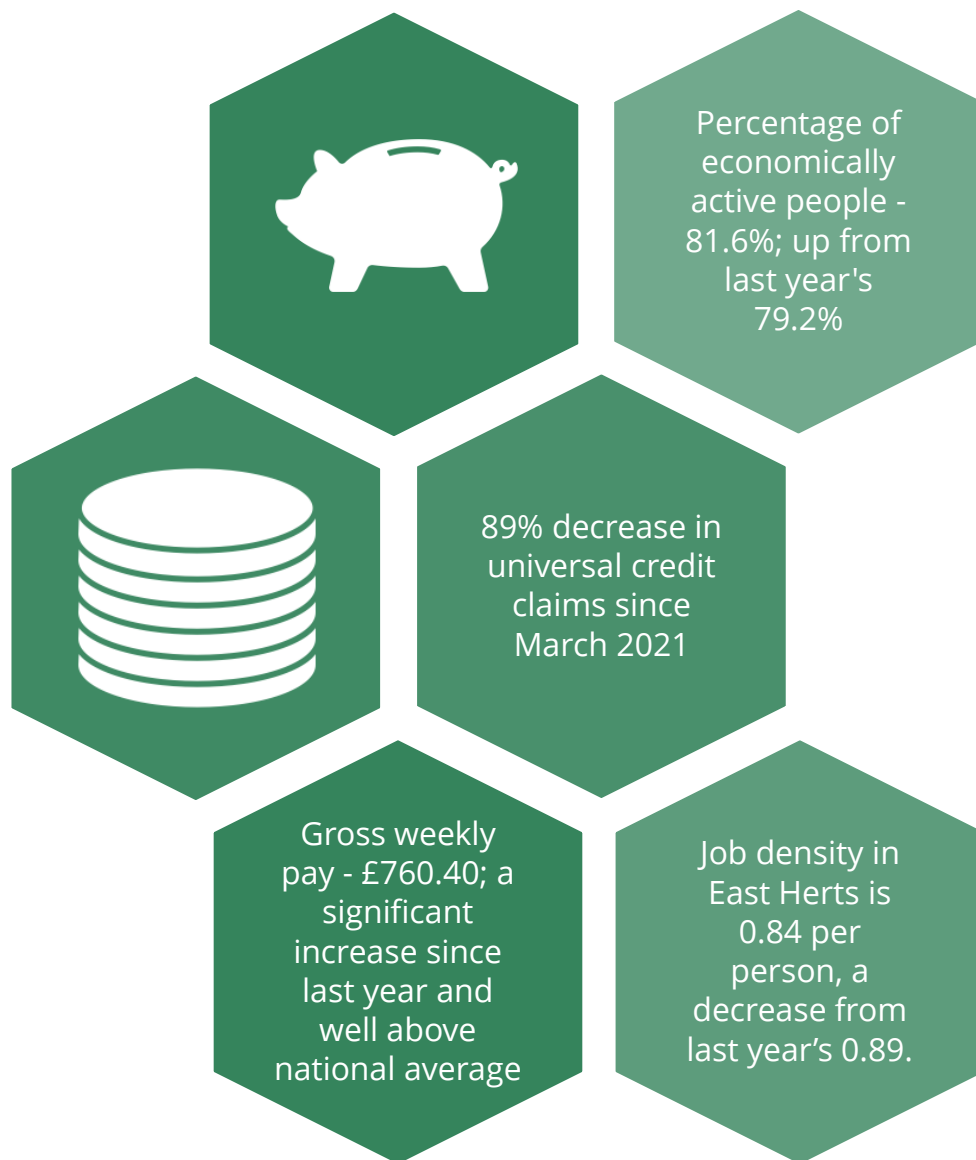 Percentage of
economically
active people -
81.6%; up from
last year's
79.2%
89% decrease in
universal credit
claims since
March 2021
Gross weekly
pay - £760.40; a
significant
increase since
last year and
well above
national average
Job density in
East Herts is
0.84 per
person, a
decrease from
last year’s 0.89.